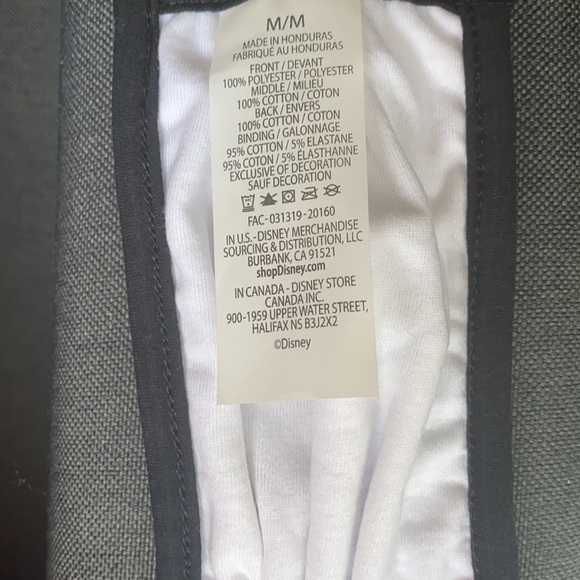 M/M
MADE IN HONDURAS
FABRIQUÉ AU HONDURAS
FRONT / DEVANT
100% POLYESTER / POLYESTER
MIDDLE / MILIEU
100% COTTON / COTON
BACK / ENVERS
100% COTTON / COTON
BINDING / GALONNAGE
95% COTTON / 5% ELASTANE
95% COTON / 5% ÉLASTHANNE
EXCLUSIVE OF DECORATION
SAUF DECORATION
FAC-031319-20160
IN U.S.-DISNEY MERCHANDISE
SOURCING & DISTRIBUTION, LLC
BURBANK, CA 91521
shopDisney.com
IN CANADA - DISNEY STORE
CANADA INC.
900-1959 UPPER WATER STREET,
HALIFAX NS B3J2X2
©Disney